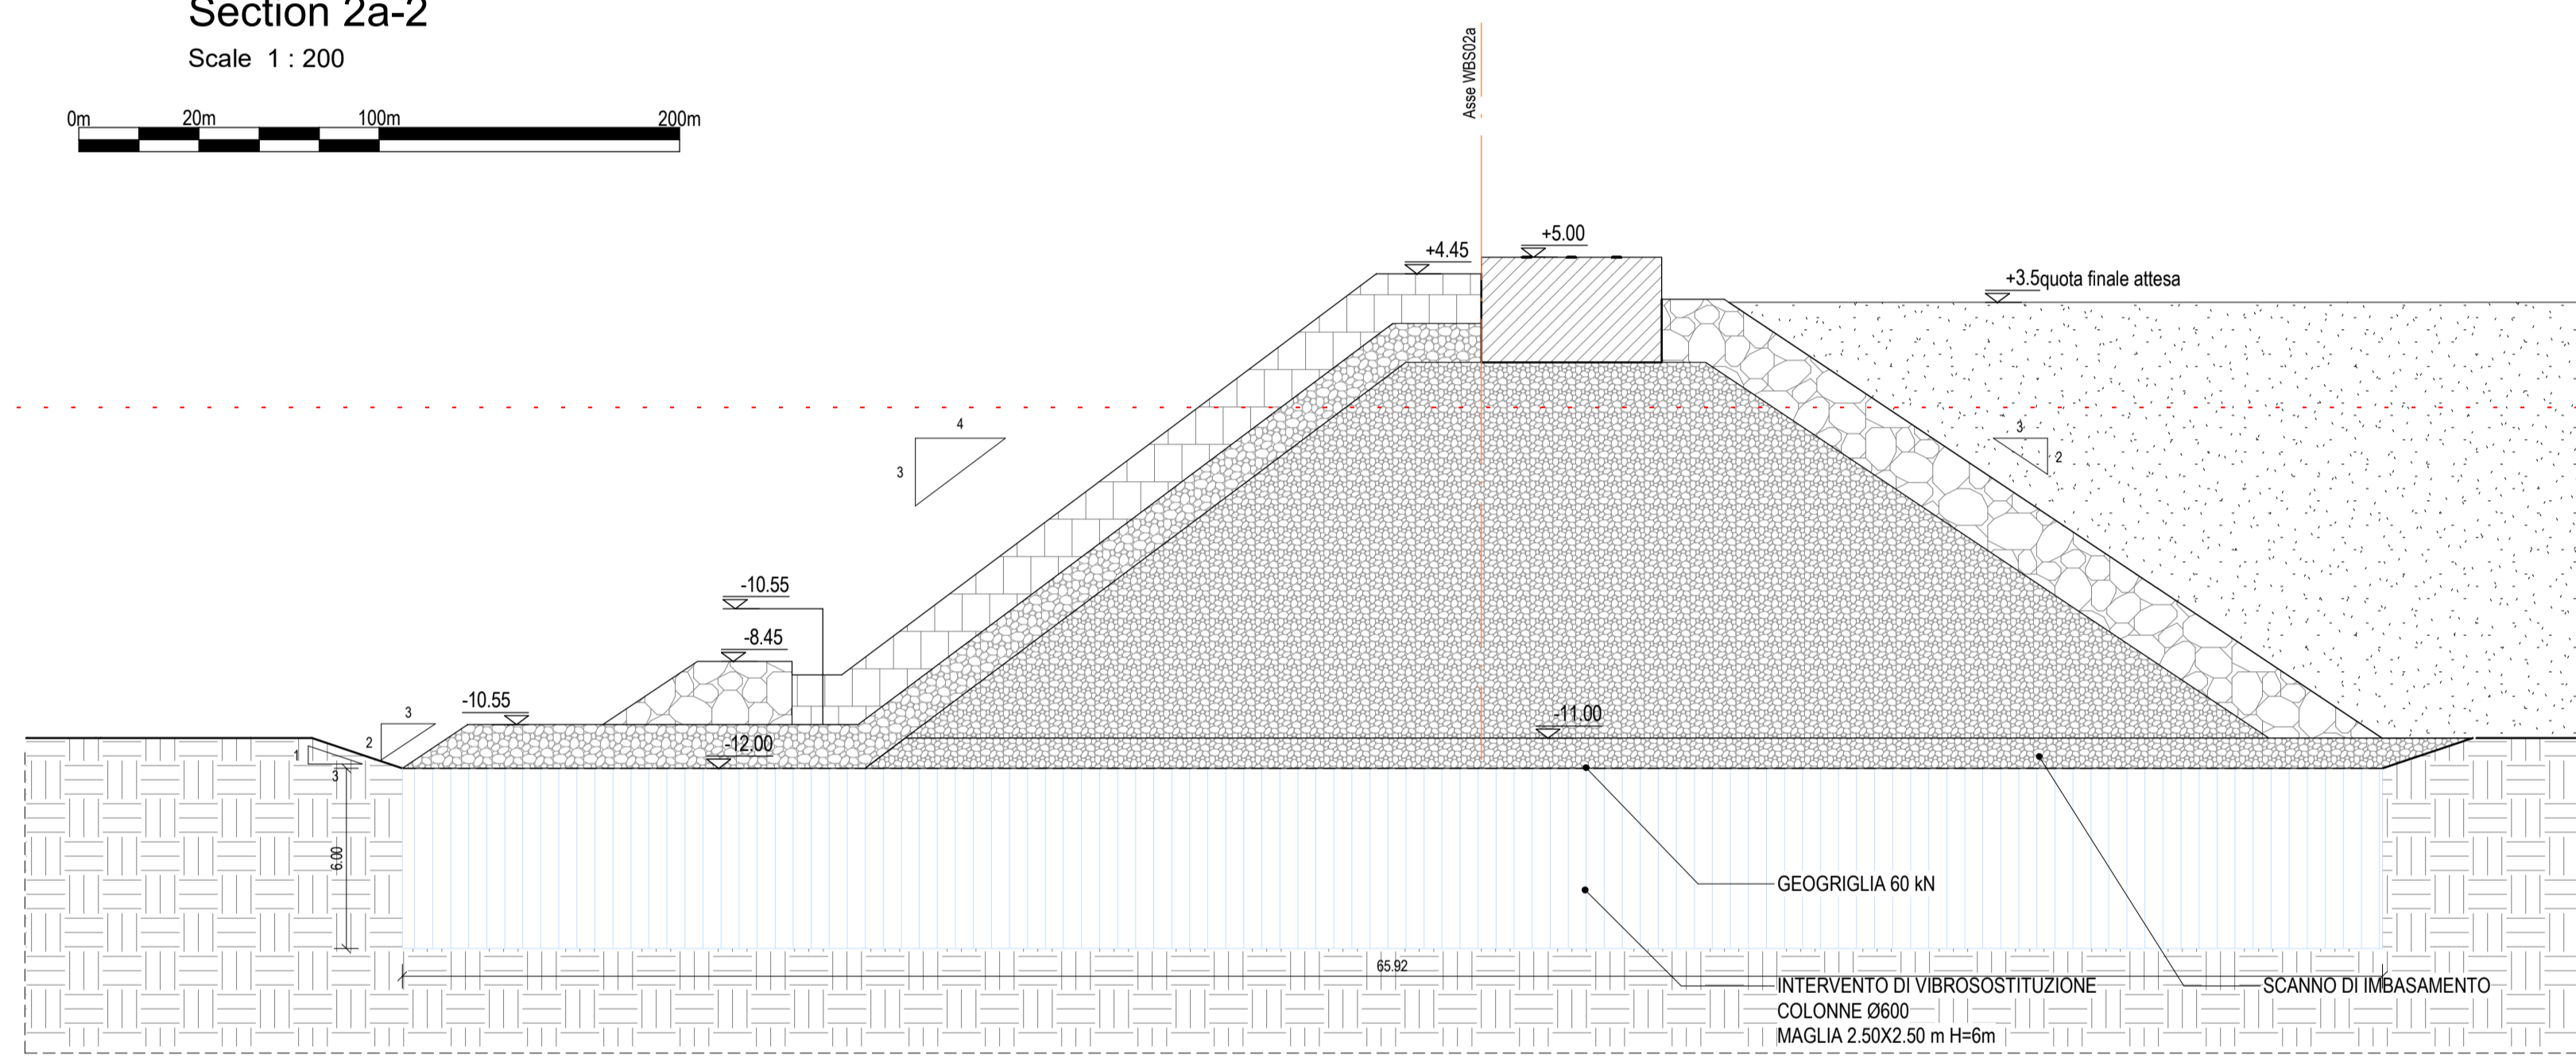 Section 2a-2
Scale 1 : 200
0m 20m 100m 200m
Asse WBS02a
+5.00
+4.45
+3.5quota finale attesa
4
3
3
2
-10.55
-8.45
-10.55
3
2
-11.00
-12.00
1
3
6.00
GEOGRIGLIA 60 kN
65.92
INTERVENTO DI VIBROSOSTITUZIONE
COLONNE Ø600
MAGLIA 2.50X2.50 m H=6m
SCANNO DI IMBASAMENTO